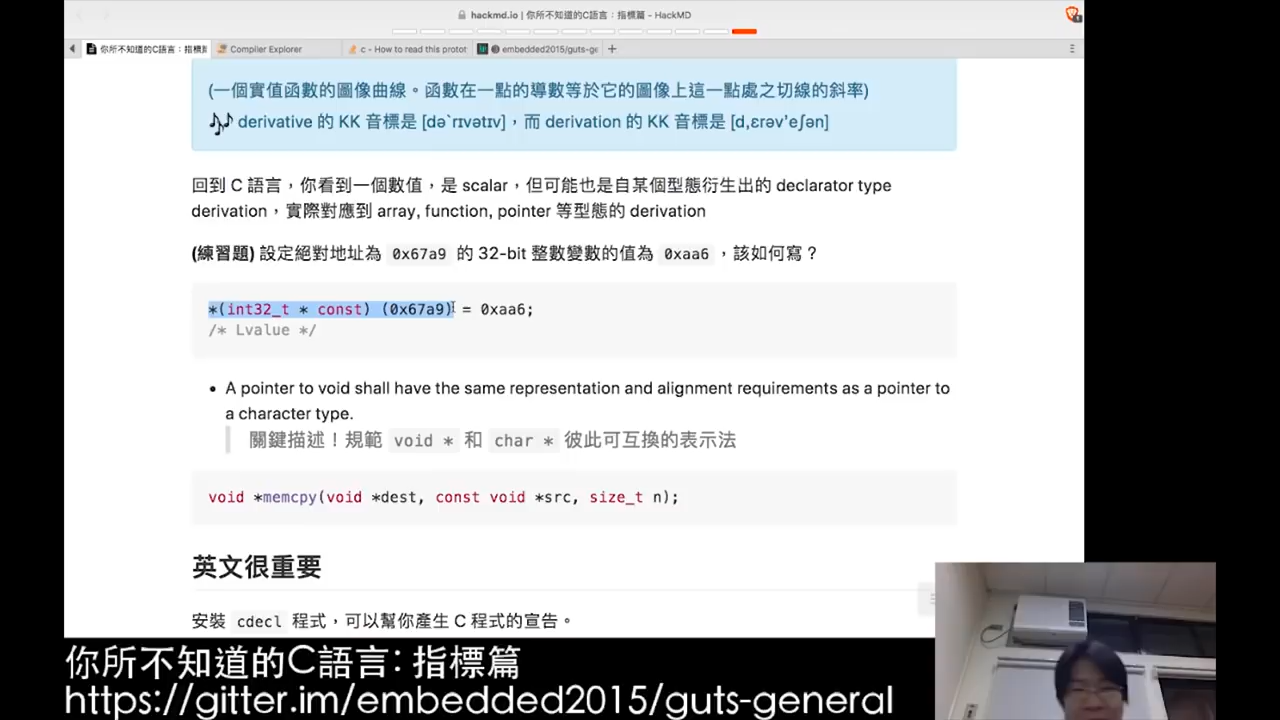 hackmd.io | 你所不知道的C語言：指標篇 - HackMD
你所不知道的C語言：指標
Compiler Explorer
c - How to read this protot
embedded2015/guts-ge
(一個實值函數的圖像曲線。函數在一點的導數等於它的圖像上這一點處之切線的斜率)
🎶 derivative 的 KK 音標是 [dəˋrɪvətɪv]，而 derivation 的 KK 音標是 [d͵ɛrəvˈeʃən]
回到 C 語言，你看到一個數值，是 scalar，但可能也是自某個型態衍生出的 declarator type
derivation，實際對應到 array, function, pointer 等型態的 derivation
(練習題) 設定絕對地址為 0x67a9 的 32-bit 整數變數的值為 0xaa6 ，該如何寫？
*(int32_t * const) (0x67a9) = 0xaa6;
/* Lvalue */
• A pointer to void shall have the same representation and alignment requirements as a pointer to
a character type.
關鍵描述！規範 void * 和 char * 彼此可互換的表示法
void *memcpy(void *dest, const void *src, size_t n);
英文很重要
安裝 cdecl 程式，可以幫你產生 C 程式的宣告。
你所不知道的C語言: 指標篇
https://gitter.im/embedded2015/guts-general